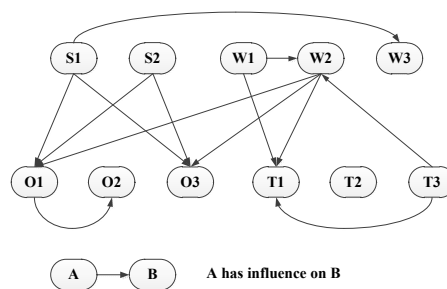 S1 S2 W1 W2 W3
O1 O2 O3 T1 T2 T3
A B A has influence on B